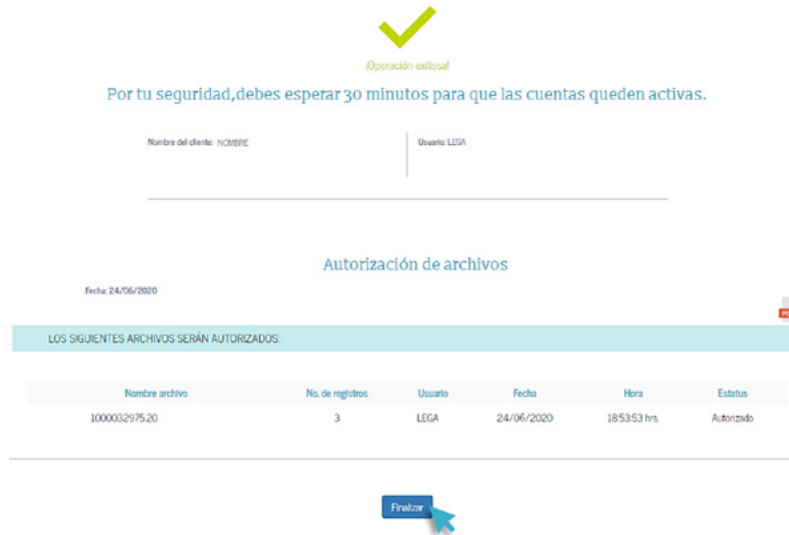 ¡Operación exitosa!
Por tu seguridad,debes esperar 30 minutos para que las cuentas queden activas.
Nombre del cliente: NOMBRE
Usuario: LEGA
Autorización de archivos
Fecha: 24/06/2020
LOS SIGUIENTES ARCHIVOS SERÁN AUTORIZADOS:
Nombre archivo No. de registros Usuario Fecha Hora Estatus
1000032975.20 3 LEGA 24/06/2020 18:53:53 hrs. Autorizado
Finalizar